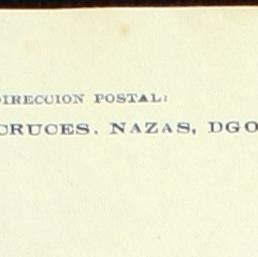 DIRECCION POSTAL:
CRUCES. NAZAS, DGO